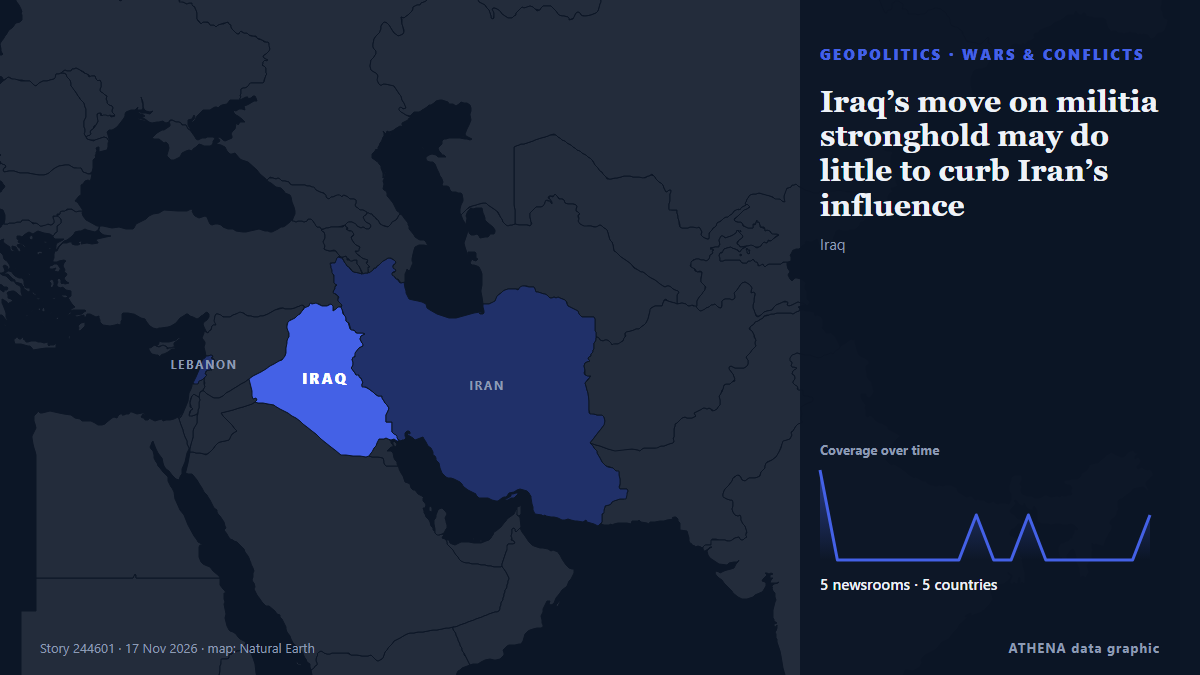 GEOPOLITICS · WARS & CONFLICTS
Iraq’s move on militia
stronghold may do
little to curb Iran’s
influence
Iraq
LEBANON
IRAQ
IRAN
Coverage over time
5 newsrooms · 5 countries
Story 244601 · 17 Nov 2026 · map: Natural Earth
ATHENA data graphic